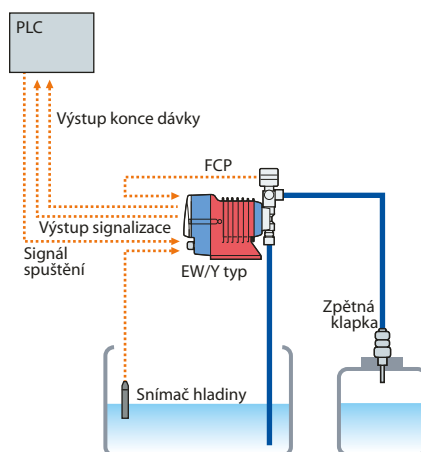 PLC
Výstup konce dávky
FCP
Výstup signalizace
Signál
spuštění
EW/Y typ
Zpětná
klapka
Snímač hladiny